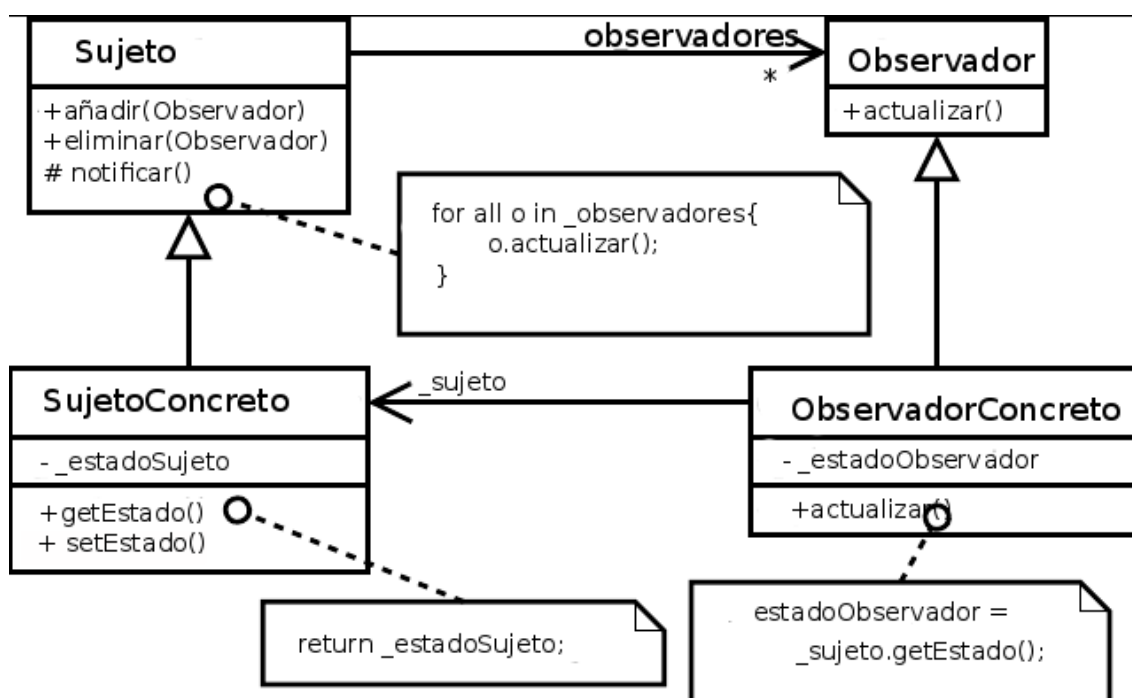 Sujeto
+añadir(Observador)
+eliminar(Observador)
# notificar()
observadores
*
Observador
+actualizar()
for all o in _observadores{
o.actualizar();
}
SujetoConcreto
- _estadoSujeto
+getEstado()
+ setEstado()
_sujeto
ObservadorConcreto
- _estadoObservador
+actualizar()
return _estadoSujeto;
estadoObservador =
_sujeto.getEstado();